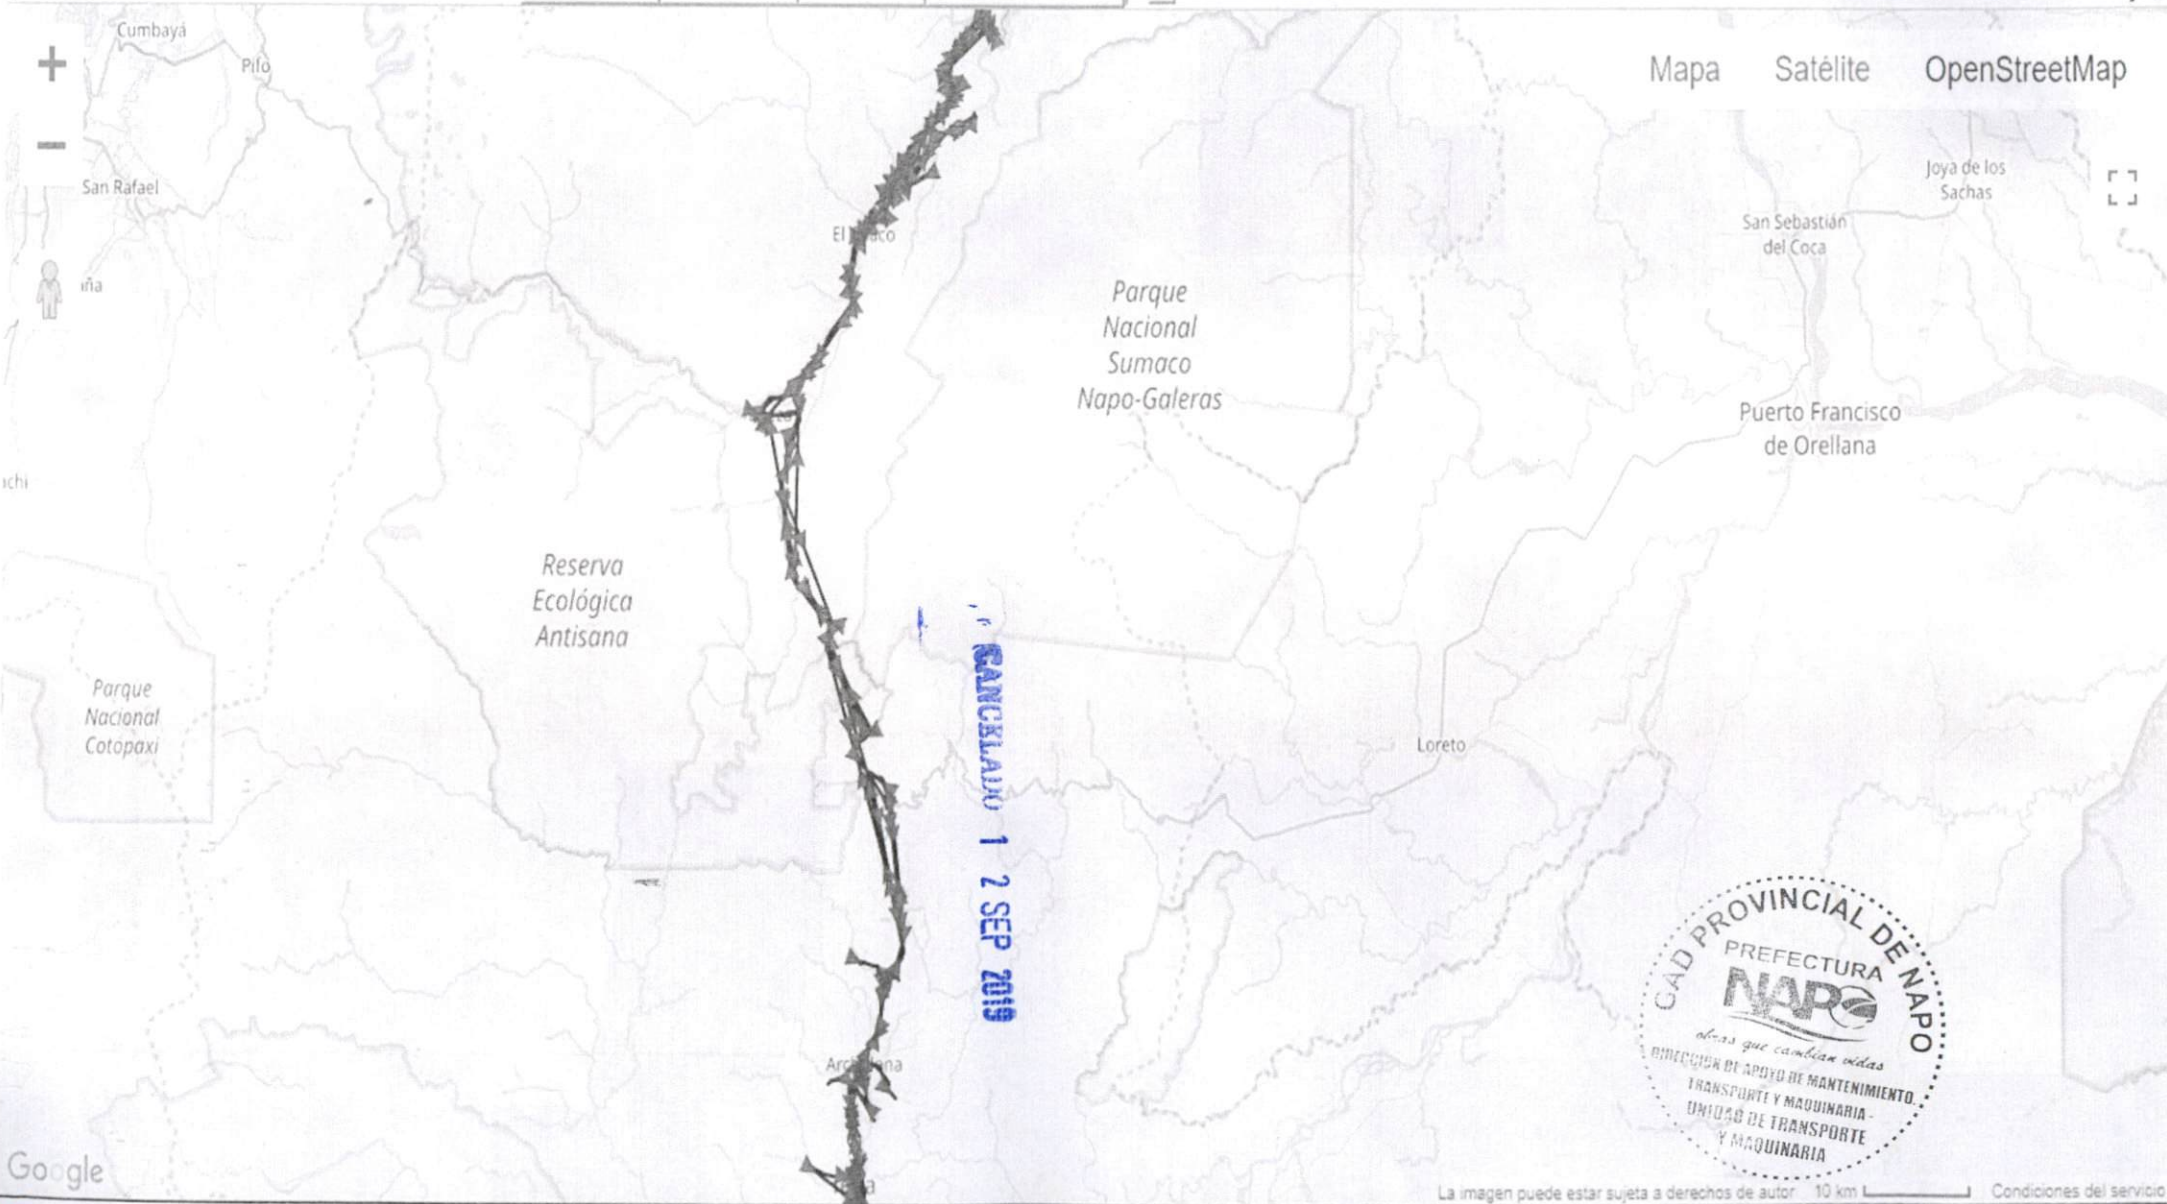 Cumbayá
Pifo
Mapa Satélite OpenStreetMap
+
−
San Rafael
Joya de los
Sachas
San Sebastián
del Coca
Parque
Nacional
Sumaco
Napo-Galeras
Puerto Francisco
de Orellana
Reserva
Ecológica
Antisana
Parque
Nacional
Cotopaxi
Loreto
CANCELADO 1 2 SEP 2019
GAD PROVINCIAL DE NAPO
PREFECTURA
NAPO
obras que cambian vidas
DIRECCIÓN DE APOYO DE MANTENIMIENTO,
TRANSPORTE Y MAQUINARIA -
UNIDAD DE TRANSPORTE
Y MAQUINARIA
Google
La imagen puede estar sujeta a derechos de autor 10 km Condiciones del servicio